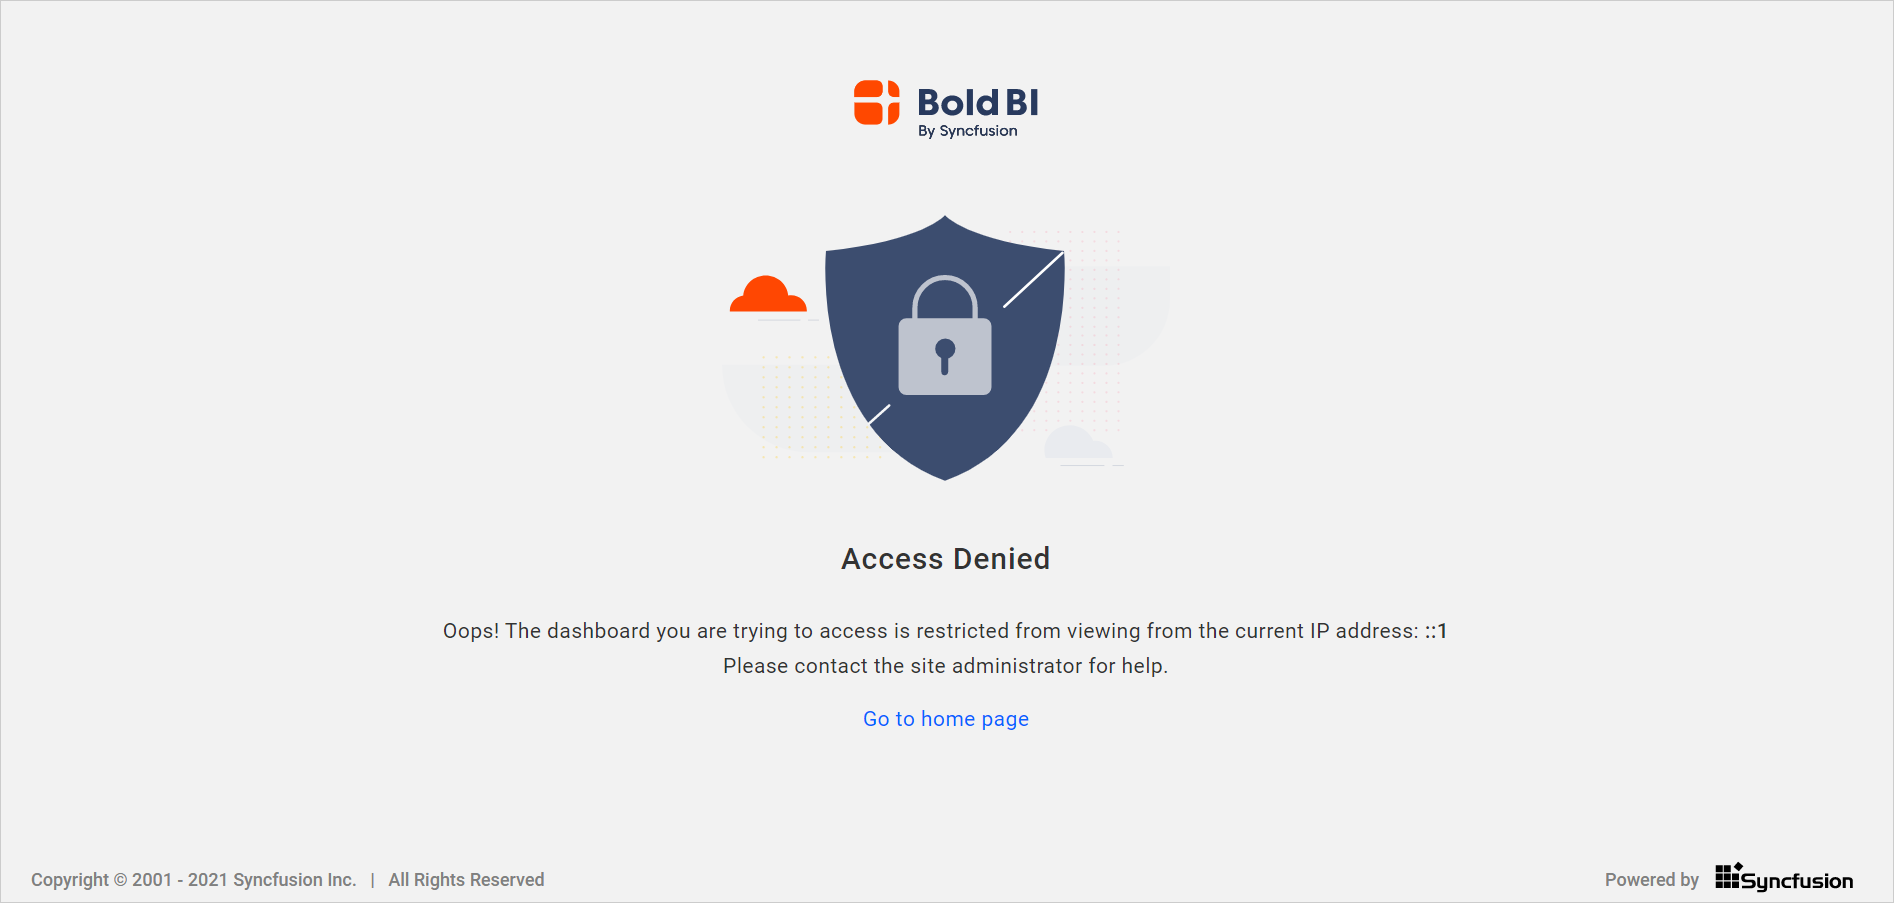 Bold BI
By Syncfusion
Access Denied
Oops! The dashboard you are trying to access is restricted from viewing from the current IP address: ::1
Please contact the site administrator for help.
Go to home page
Copyright © 2001 - 2021 Syncfusion Inc. | All Rights Reserved
Powered by Syncfusion